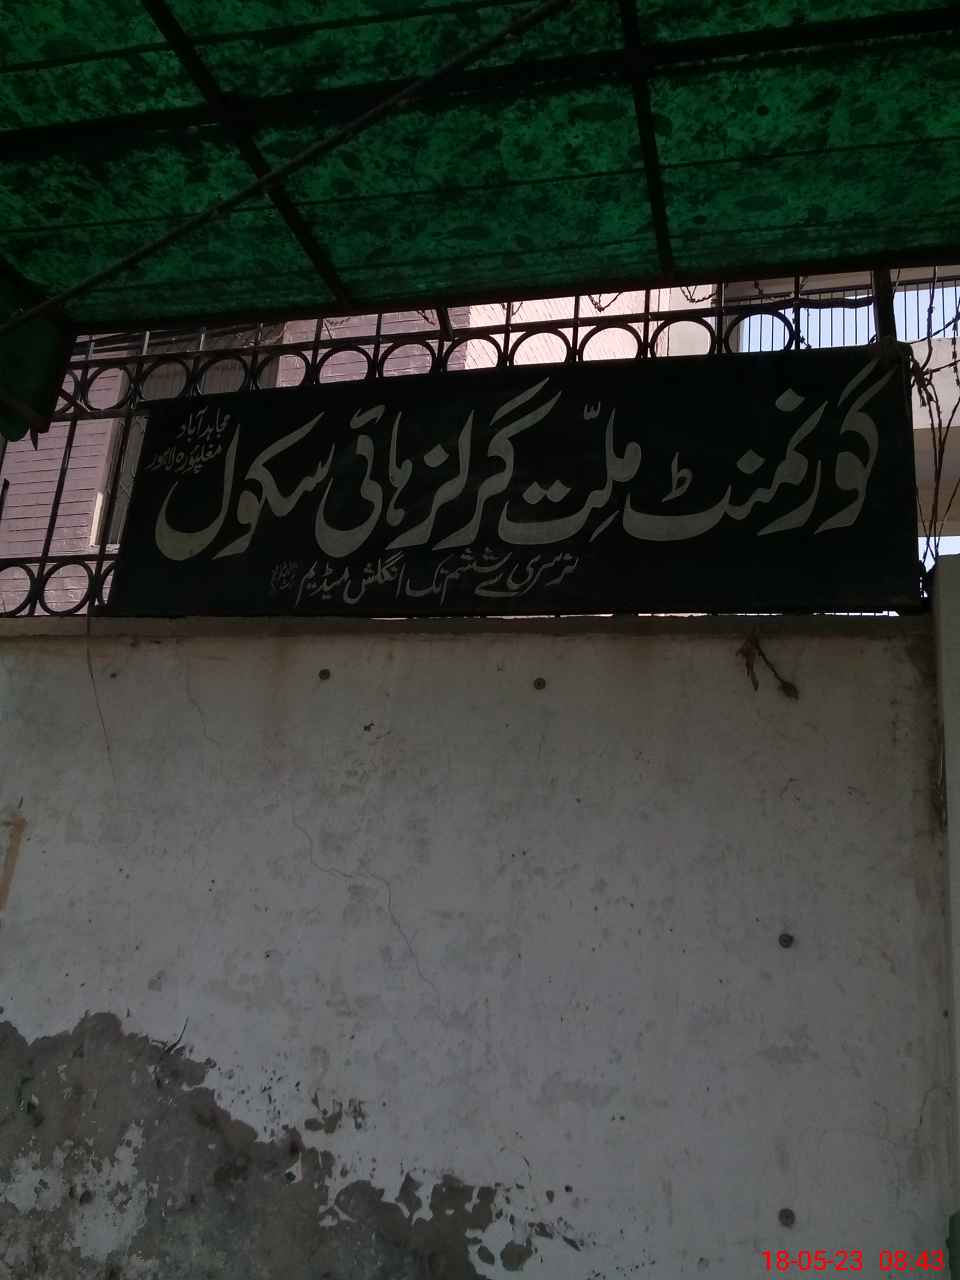 گورنمنٹ ملّت گرلز ہائی سکول
مجاہد آباد
مغلپورہ لاہور
نرسری سے ششم تک انگلش میڈیم
18-05-23 08:43